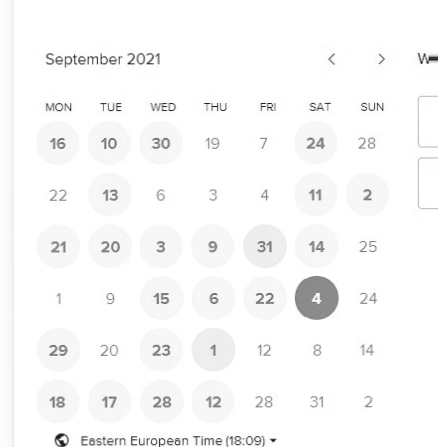 September 2021
MON TUE WED THU FRI SAT SUN
16 10 30 19 7 24 28
22 13 6 3 4 11 2
21 20 3 9 31 14 25
1 9 15 6 22 4 24
29 20 23 1 12 8 14
18 17 28 12 28 31 2
Eastern European Time (18:09)